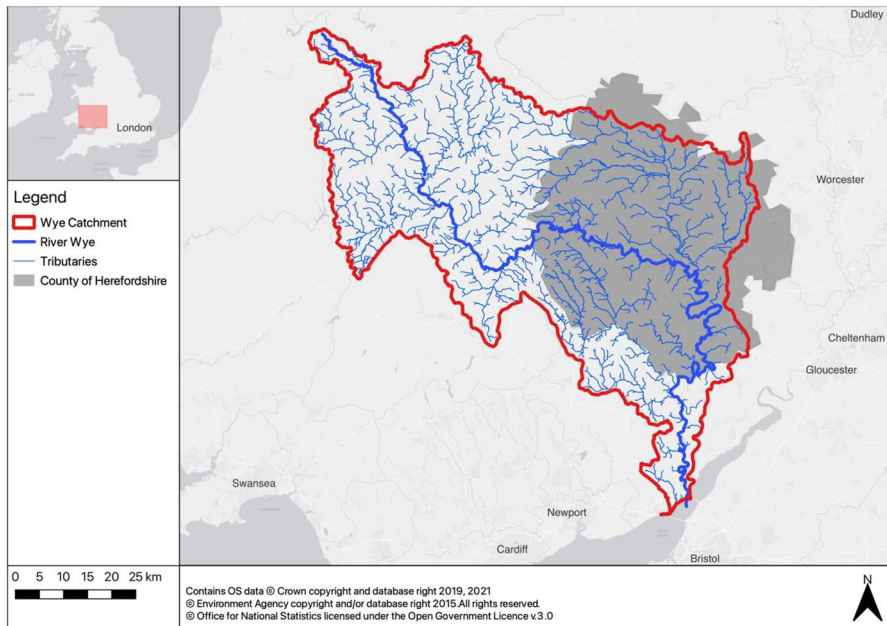 Dudley
London
Worcester
Legend
Wye Catchment
River Wye
Tributaries
County of Herefordshire
Cheltenham
Gloucester
Swansea
Newport
Cardiff
Bristol
0 5 10 15 20 25 km
N
Contains OS data © Crown copyright and database right 2019, 2021
© Environment Agency copyright and/or database right 2015.All rights reserved.
© Office for National Statistics licensed under the Open Government Licence v.3.0